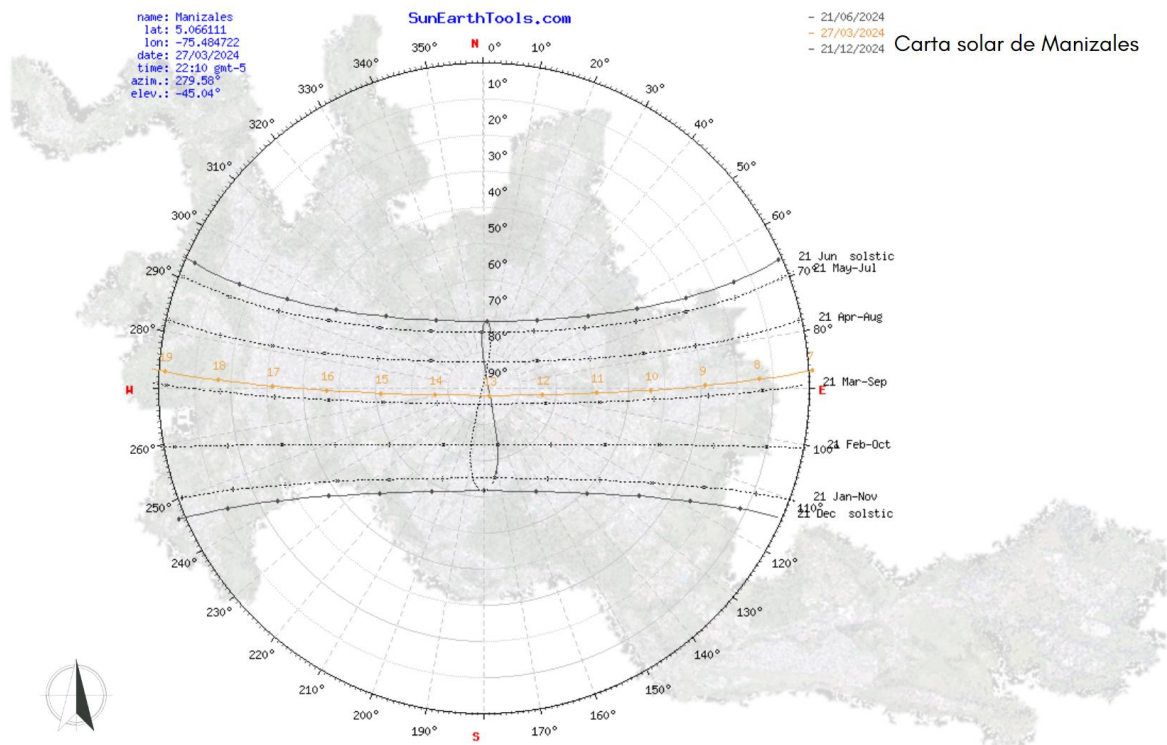 name: Manizales
lat: 5.066111
lon: -75.484722
date: 27/03/2024
time: 22:10 gmt-5
azim.: 279.58°
elev.: -45.04°
SunEarthTools.com
- 21/06/2024
- 27/03/2024
- 21/12/2024
Carta solar de Manizales
N
0°
10°
20°
30°
40°
50°
60°
70°
80°
E
100°
110°
120°
130°
140°
150°
160°
170°
S
190°
200°
210°
220°
230°
240°
250°
260°
W
280°
290°
300°
310°
320°
330°
340°
350°
10°
20°
30°
40°
50°
60°
70°
80°
90°
21 Jun solstic
21 May-Jul
21 Apr-Aug
21 Mar-Sep
21 Feb-Oct
21 Jan-Nov
21 Dec solstic
19
18
17
16
15
14
13
12
11
10
9
8
7